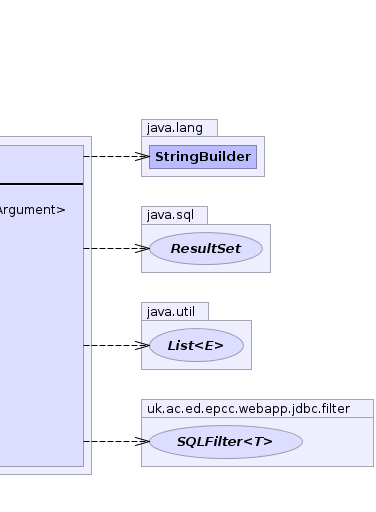 java.lang
StringBuilder
Argument>
java.sql
ResultSet
java.util
List<E>
uk.ac.ed.epcc.webapp.jdbc.filter
SQLFilter<T>